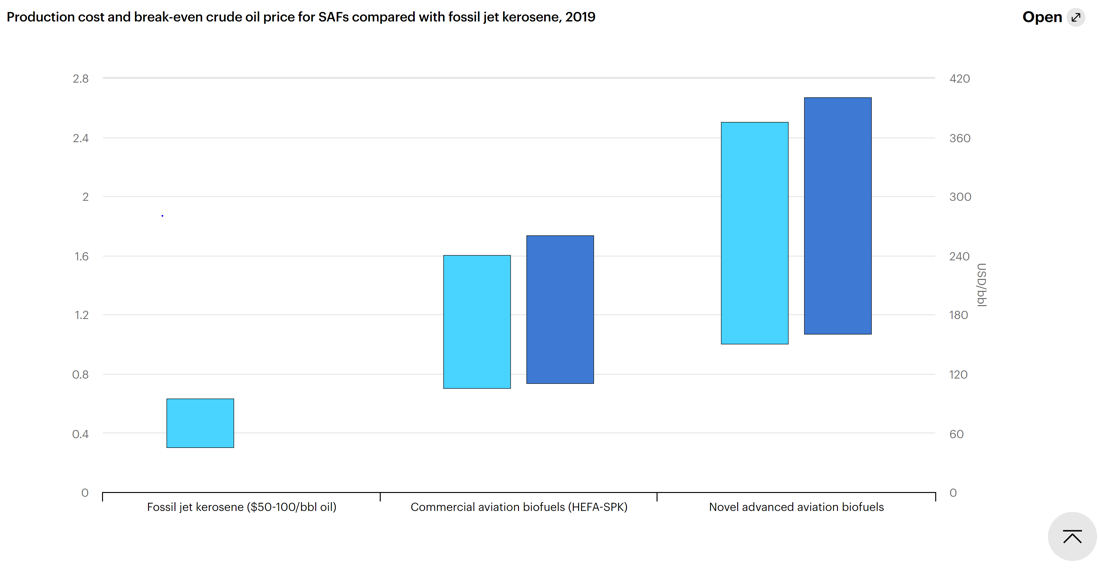 Production cost and break-even crude oil price for SAFs compared with fossil jet kerosene, 2019
Open
2.8
2.4
2
1.6
1.2
0.8
0.4
0
420
360
300
240
180
120
60
0
USD/bbl
Fossil jet kerosene ($50-100/bbl oil)
Commercial aviation biofuels (HEFA-SPK)
Novel advanced aviation biofuels